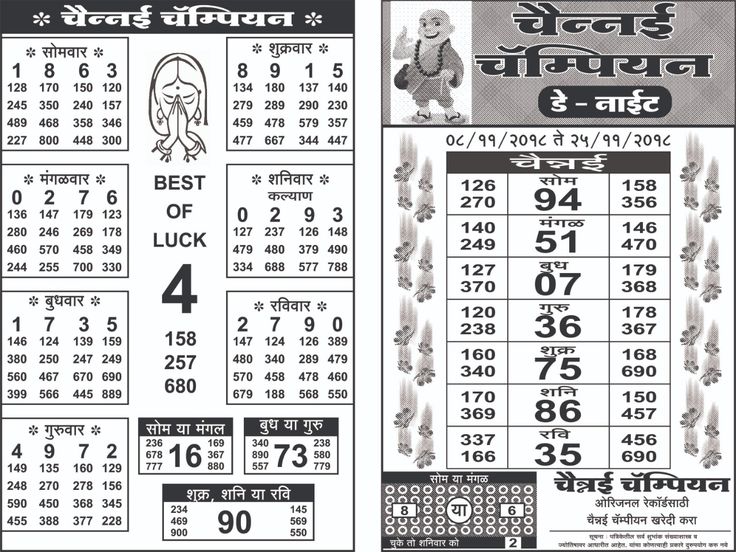 * चैन्नई चॅम्पियन *
* सोमवार *
1 8 6 3
128 170 150 120
245 350 240 157
489 468 358 346
227 800 448 300
* मंगळवार *
0 2 7 6
136 147 179 123
280 246 269 178
460 570 458 349
244 255 700 330
* बुधवार *
1 7 3 5
146 124 139 159
380 250 247 249
560 467 670 690
399 566 445 889
* गुरुवार *
4 9 7 2
149 135 160 129
248 270 278 156
590 450 368 345
455 388 377 228
BEST
OF
LUCK
4
158
257
680
* शुक्रवार *
8 9 1 5
134 180 137 140
279 289 290 230
459 478 579 357
477 667 344 447
* शनिवार *
कल्याण
0 2 9 3
127 237 126 148
479 480 379 490
334 688 577 788
* रविवार *
2 7 9 0
147 124 126 389
480 340 289 479
570 458 478 460
679 188 568 550
सोम या मंगल
236 169
678 16 367
777 880
बुध या गुरु
340 238
890 73 580
557 779
शुक्र, शनि या रवि
234 145
469 90 569
900 550
चैन्नई
चॅम्पियन
डे - नाईट
०८/११/२०१८ ते २५/११/२०१८
चैन्नई
सोम
126 94 158
270 356
मंगळ
140 51 146
249 470
बुध
127 07 179
370 368
गुरु
120 36 178
238 367
शुक्र
160 75 168
340 690
शनि
170 86 150
369 457
रवि
337 35 456
166 690
सोम या मंगळ
8 या 6
चुके तो शनिवार को 2
चैन्नई चॅम्पियन
ओरिजनल रेकॉर्डसाठी
चैन्नई चॅम्पीयन खरेदी करा
सूचना : पत्रिकेतील सर्व शुभांक संख्याशास्त्र व
ज्योतिषावर आधारीत आहेत. यांचा कोणत्याही प्रकारे दुरुपयोग करू नये